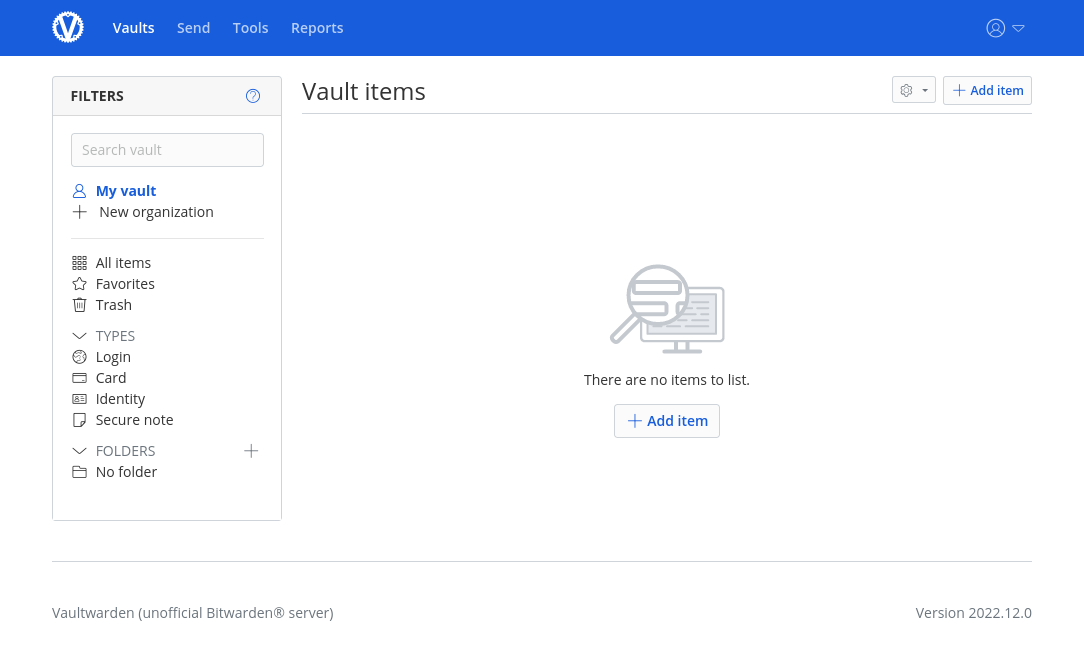 Vaults Send Tools Reports
FILTERS
Search vault
My vault
New organization
All items
Favorites
Trash
TYPES
Login
Card
Identity
Secure note
FOLDERS
No folder
Vault items
Add item
There are no items to list.
Add item
Vaultwarden (unofficial Bitwarden® server)
Version 2022.12.0